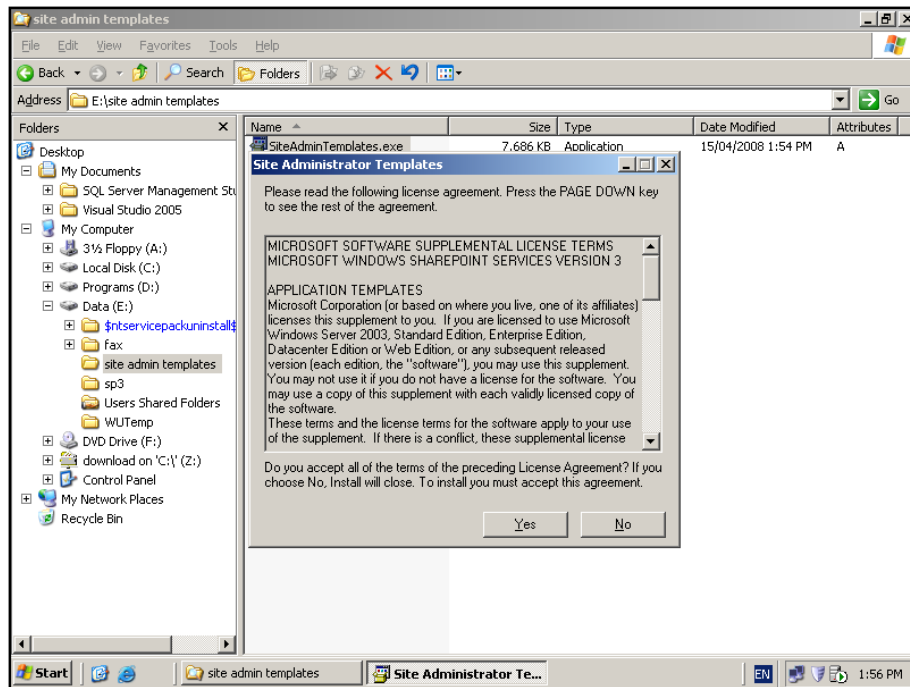 site admin templates
File Edit View Favorites Tools Help
Back Search Folders
Address E:\site admin templates Go
Folders
Name Size Type Date Modified Attributes
SiteAdminTemplates.exe 7,686 KB Application 15/04/2008 1:54 PM A
Desktop
My Documents
SQL Server Management Stu
Visual Studio 2005
My Computer
3½ Floppy (A:)
Local Disk (C:)
Programs (D:)
Data (E:)
$ntservicepackuninstall$
fax
site admin templates
sp3
Users Shared Folders
WUTemp
DVD Drive (F:)
download on 'C:\' (Z:)
Control Panel
My Network Places
Recycle Bin
Site Administrator Templates
Please read the following license agreement. Press the PAGE DOWN key
to see the rest of the agreement.
MICROSOFT SOFTWARE SUPPLEMENTAL LICENSE TERMS
MICROSOFT WINDOWS SHAREPOINT SERVICES VERSION 3
APPLICATION TEMPLATES
Microsoft Corporation (or based on where you live, one of its affiliates)
licenses this supplement to you. If you are licensed to use Microsoft
Windows Server 2003, Standard Edition, Enterprise Edition,
Datacenter Edition or Web Edition, or any subsequent released
version (each edition, the "software"), you may use this supplement.
You may not use it if you do not have a license for the software. You
may use a copy of this supplement with each validly licensed copy of
the software.
These terms and the license terms for the software apply to your use
of the supplement. If there is a conflict, these supplemental license
Do you accept all of the terms of the preceding License Agreement? If you
choose No, Install will close. To install you must accept this agreement.
Yes No
Start site admin templates Site Administrator Te... EN 1:56 PM